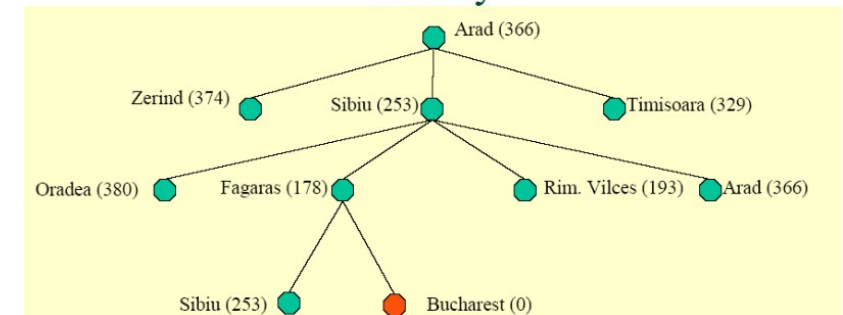 Arad (366)
Zerind (374)
Sibiu (253)
Timisoara (329)
Oradea (380)
Fagaras (178)
Rim. Vilces (193)
Arad (366)
Sibiu (253)
Bucharest (0)